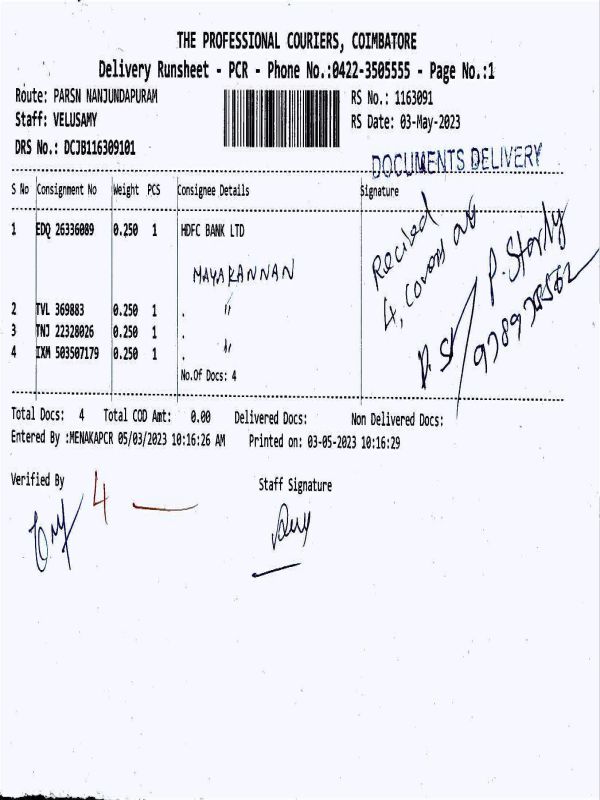 THE PROFESSIONAL COURIERS, COIMBATORE
Delivery Runsheet - PCR - Phone No.:0422-3505555 - Page No.:1
Route: PARSN NANJUNDAPURAM RS No.: 1163091
Staff: VELUSAMY RS Date: 03-May-2023
DRS No.: DCJB116309101
DOCUMENTS DELIVERY
S No Consignment No Weight PCS Consignee Details Signature
1 EDQ 26336089 0.250 1 HDFC BANK LTD
MAYAKANNAN
Recibed
4, covers
2 TVL 369883 0.250 1 . "
3 TNJ 22328026 0.250 1 .
4 IXM 503507179 0.250 1 . "
No.Of Docs: 4
Total Docs: 4 Total COD Amt: 0.00 Delivered Docs: Non Delivered Docs:
Entered By :MENAKAPCR 05/03/2023 10:16:26 AM Printed on: 03-05-2023 10:16:29
Verified By 4 Staff Signature